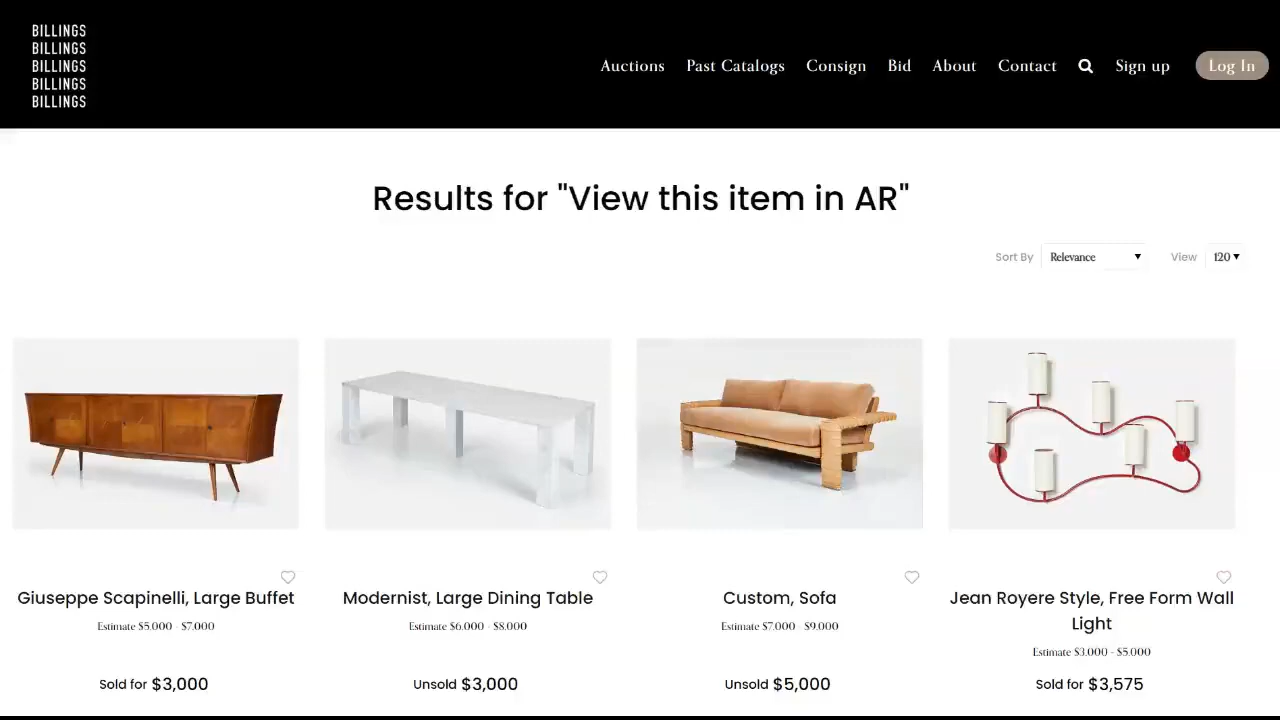 BILLINGS
BILLINGS
BILLINGS
BILLINGS
BILLINGS
Auctions Past Catalogs Consign Bid About Contact Sign up Log In
Results for "View this item in AR"
Sort By Relevance View 120
Giuseppe Scapinelli, Large Buffet
Estimate $5,000 - $7,000
Sold for $3,000
Modernist, Large Dining Table
Estimate $6,000 - $8,000
Unsold $3,000
Custom, Sofa
Estimate $7,000 - $9,000
Unsold $5,000
Jean Royere Style, Free Form Wall
Light
Estimate $3,000 - $5,000
Sold for $3,575